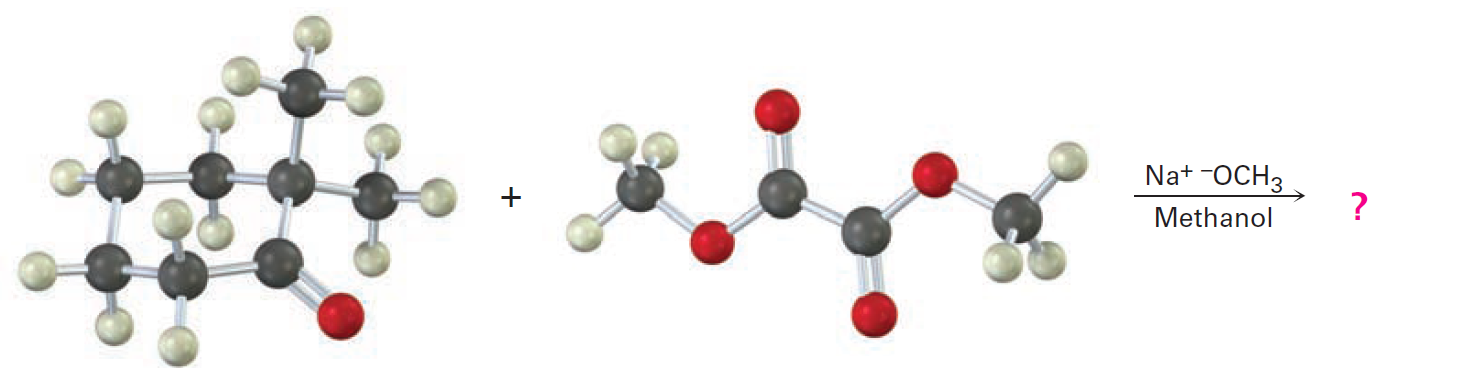 +
Na⁺ ⁻OCH₃
Methanol
?